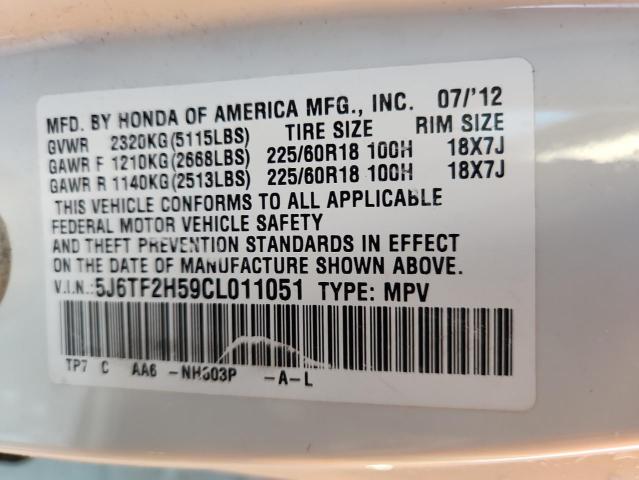 MFD. BY HONDA OF AMERICA MFG., INC. 07/'12
GVWR 2320KG(5115LBS) TIRE SIZE RIM SIZE
GAWR F 1210KG(2668LBS) 225/60R18 100H 18X7J
GAWR R 1140KG(2513LBS) 225/60R18 100H 18X7J
THIS VEHICLE CONFORMS TO ALL APPLICABLE
FEDERAL MOTOR VEHICLE SAFETY
AND THEFT PREVENTION STANDARDS IN EFFECT
ON THE DATE OF MANUFACTURE SHOWN ABOVE.
V.I.N.:5J6TF2H59CL011051 TYPE: MPV
TP7 C AA6 -NH603P -A-L